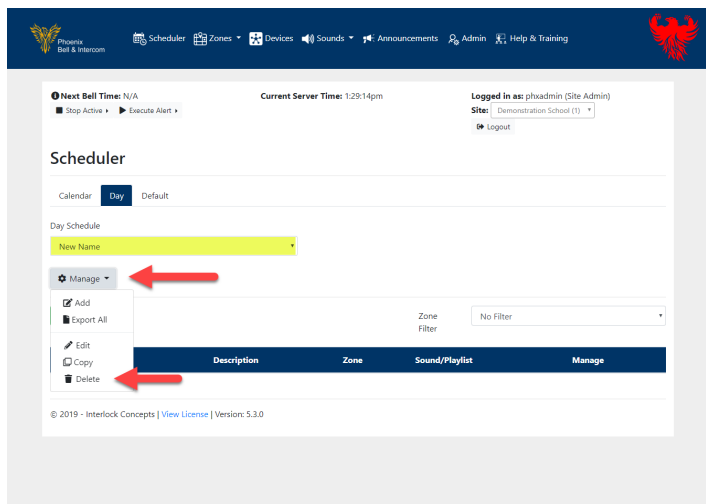 Phoenix
Bell & Intercom
Scheduler Zones Devices Sounds Announcements Admin Help & Training
Next Bell Time: N/A Current Server Time: 1:29:14pm Logged in as: phxadmin (Site Admin)
Stop Active Execute Alert Site: Demonstration School (1)
Logout
Scheduler
Calendar Day Default
Day Schedule
New Name
Manage
Add
Export All
Zone Filter No Filter
Edit
Copy
Delete
Description Zone Sound/Playlist Manage
© 2019 - Interlock Concepts | View License | Version: 5.3.0